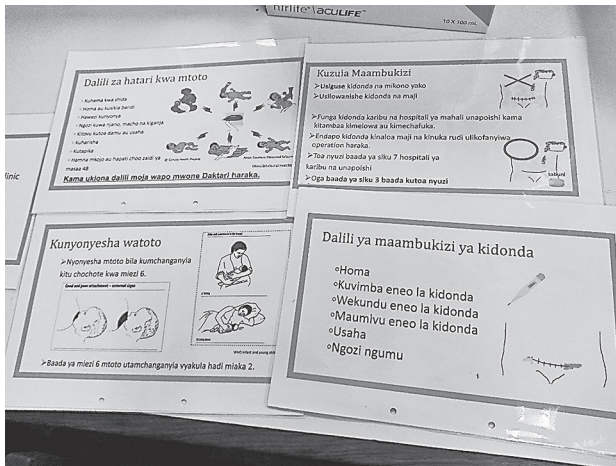 nirlife aculife
10 x 100 mL
Dalili za hatari kwa mtoto
Kuhema kwa shida
Homa au kusikia baridi
Hawezi kunyonya
Ngozi kuwa njano, macho na viganja
Kitovu kutoa damu au usaha
Kuharisha
Kutapika
Hamna mkojo au hapati choo zaidi ya
masaa 48
Kama ukiona dalili moja wapo mwone Daktari haraka.
Kuzuia Maambukizi
Usiguse kidonda na mikono yako
Usilowanishe kidonda na maji
Funga kidonda karibu na hospitali ya mahali unapoishi kama
kitambaa kimelowa au kimechafuka.
Endapo kidonda kinaloa maji na kinuka rudi ulikofanyiwa
operation haraka.
Toa nyuzi baada ya siku 7 hospitali ya
karibu na unapoishi
Oga baada ya siku 3 baada kutoa nyuzi
sabuni
linic
Kunyonyesha watoto
Nyonyesha mtoto bila kumchanganyia
kitu chochote kwa miezi 6.
Good and poor attachment – external signs
Baada ya miezi 6 mtoto utamchanganyia vyakula hadi miaka 2.
Dalili ya maambukizi ya kidonda
Homa
Kuvimba eneo la kidonda
Wekundu eneo la kidonda
Maumivu eneo la kidonda
Usaha
Ngozi ngumu